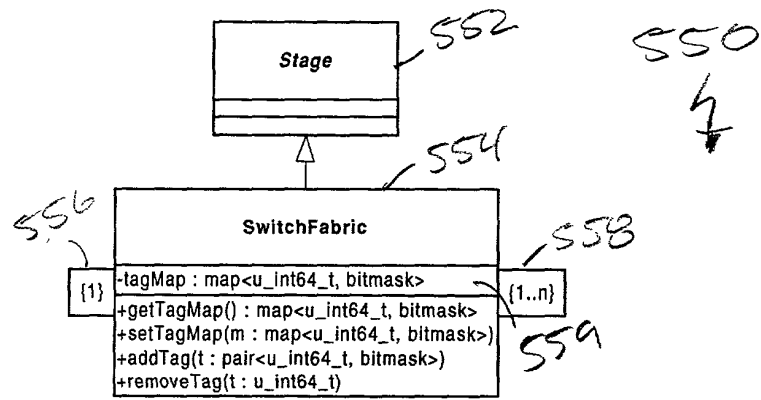 552
Stage
550
554
556
SwitchFabric
558
-tagMap : map<u_int64_t, bitmask>
{1}
{1..n}
+getTagMap() : map<u_int64_t, bitmask>
+setTagMap(m : map<u_int64_t, bitmask>)
559
+addTag(t : pair<u_int64_t, bitmask>)
+removeTag(t : u_int64_t)